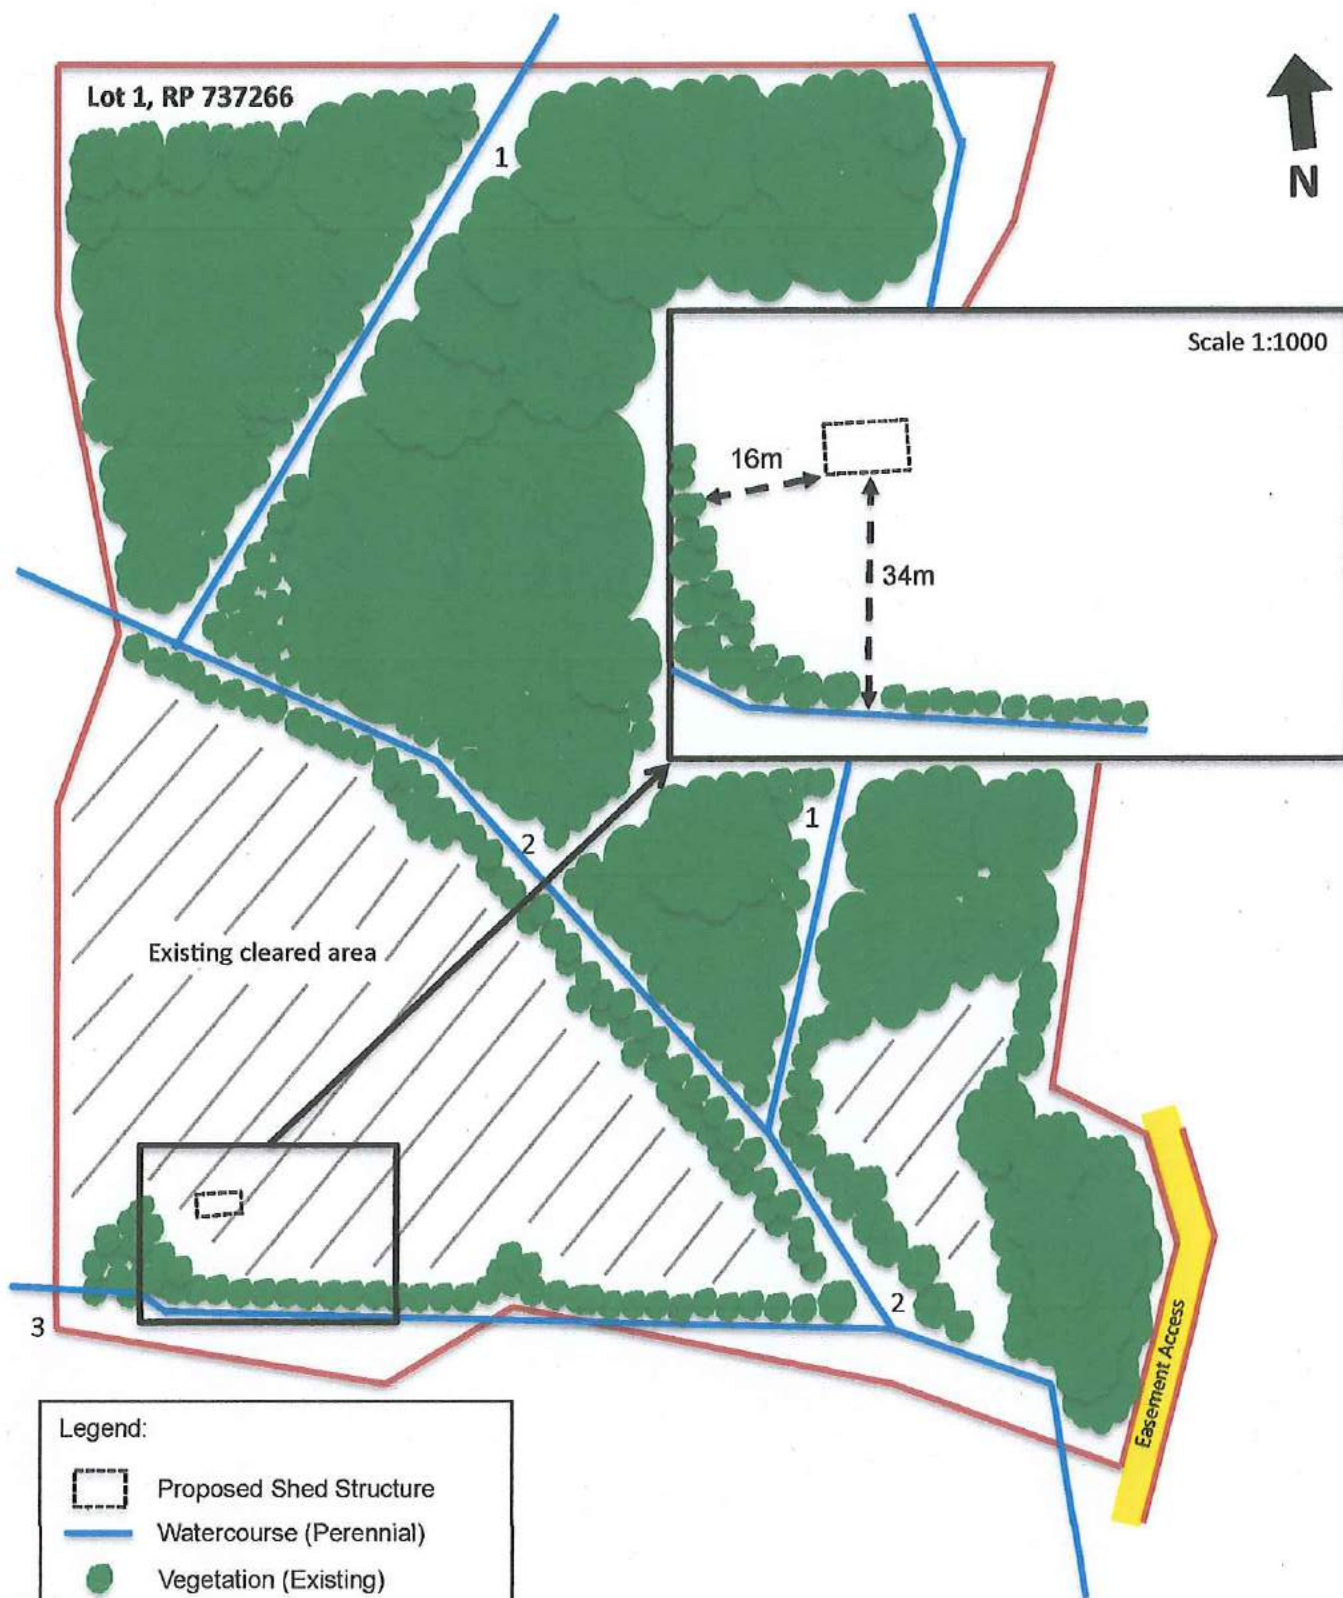 Lot 1, RP 737266
N
1
Scale 1:1000
16m
34m
1
2
Existing cleared area
2
3
Easement Access
Legend:
Proposed Shed Structure
Watercourse (Perennial)
Vegetation (Existing)